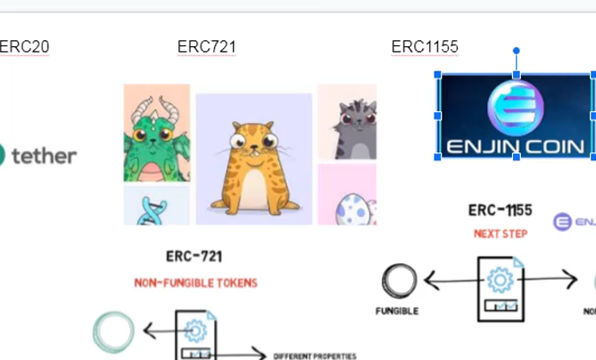 ERC20
ERC721
ERC1155
tether
ENJIN COIN
ERC-1155
NEXT STEP
ERC-721
NON-FUNGIBLE TOKENS
FUNGIBLE
DIFFERENT PROPERTIES